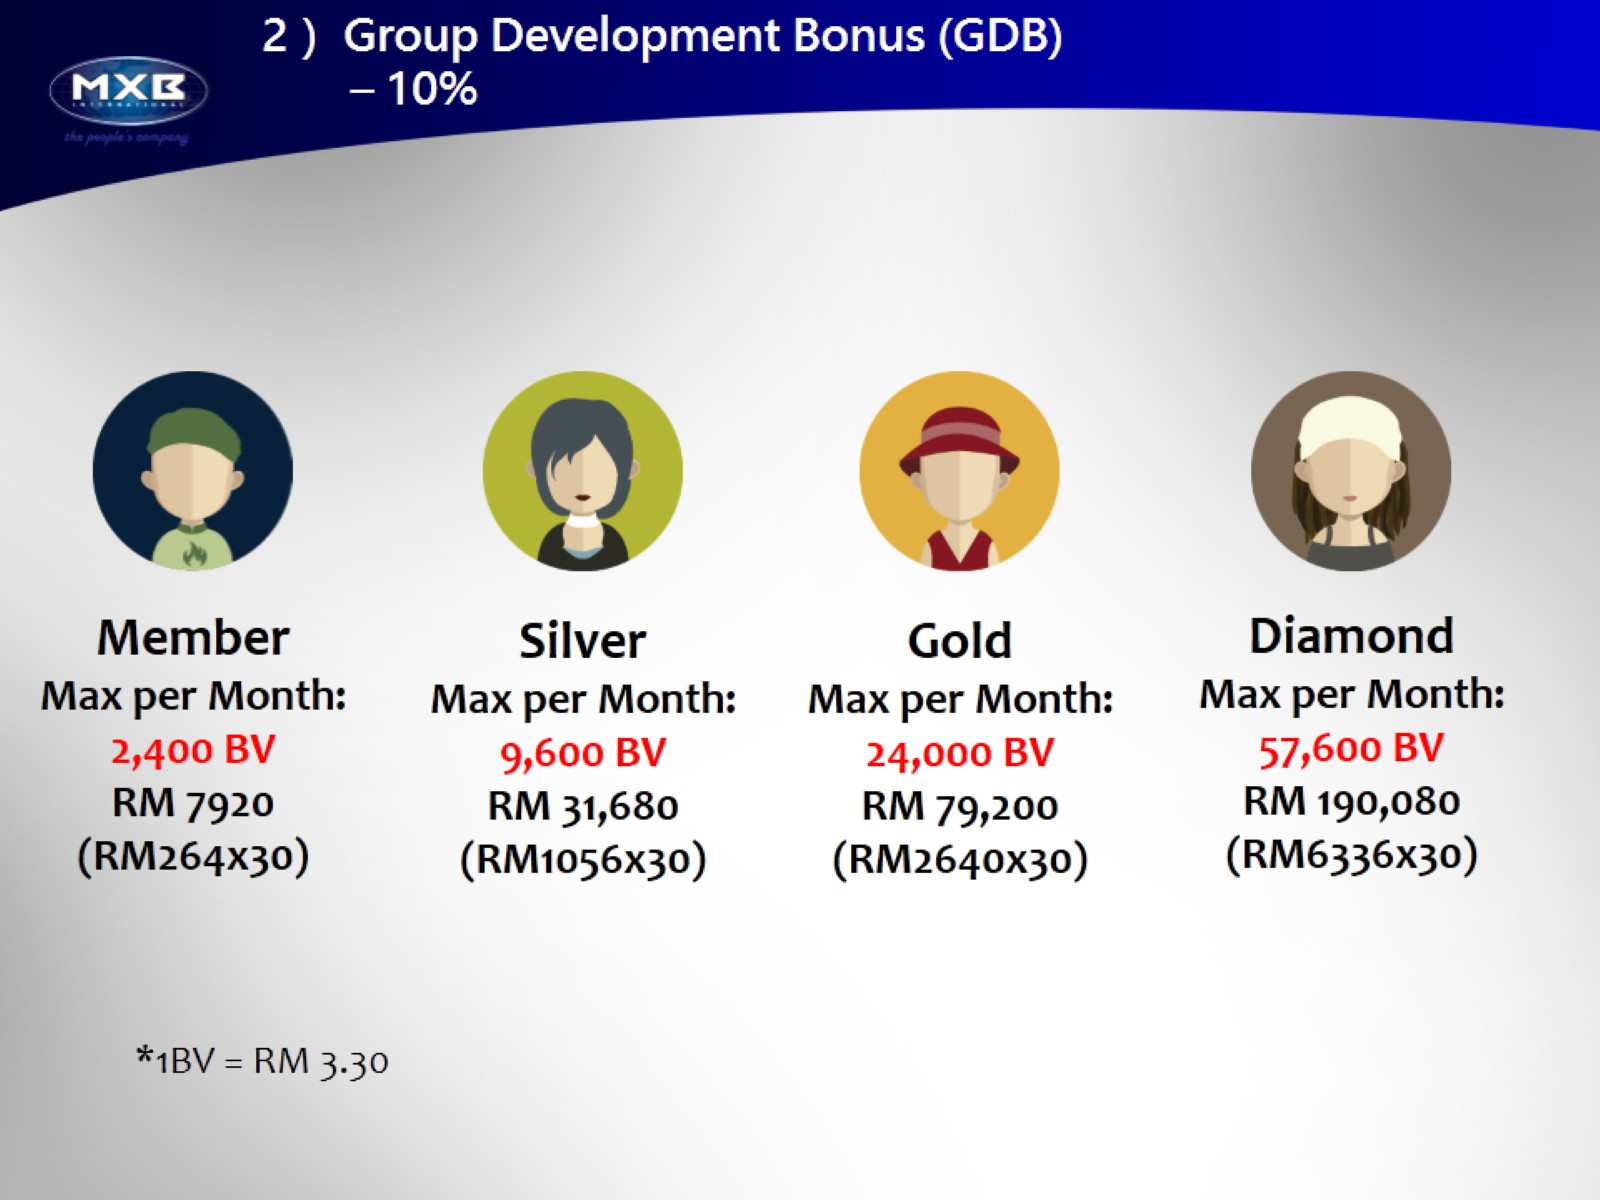 2 ) Group Development Bonus (GDB)
– 10%
MXB
INTERNATIONAL
the people's company
Member
Max per Month:
2,400 BV
RM 7920
(RM264x30)
Silver
Max per Month:
9,600 BV
RM 31,680
(RM1056x30)
Gold
Max per Month:
24,000 BV
RM 79,200
(RM2640x30)
Diamond
Max per Month:
57,600 BV
RM 190,080
(RM6336x30)
*1BV = RM 3.30